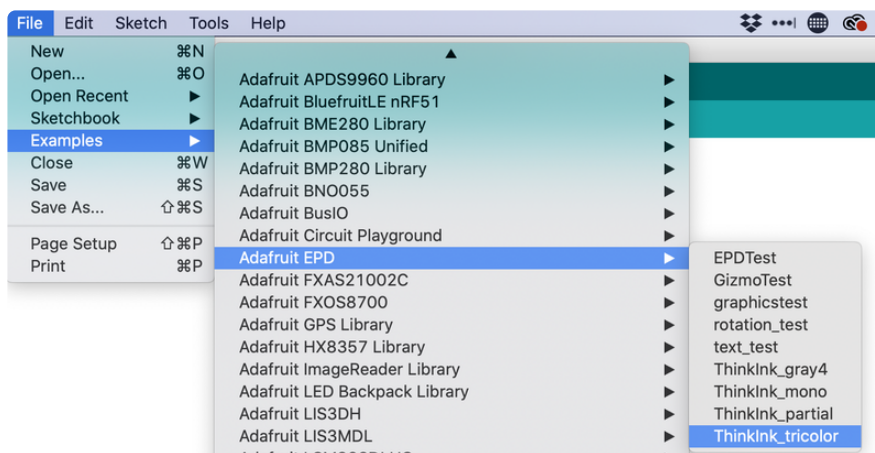 File Edit Sketch Tools Help
New ⌘N
Open... ⌘O
Open Recent
Sketchbook
Examples
Close ⌘W
Save ⌘S
Save As... ⇧⌘S
Page Setup ⇧⌘P
Print ⌘P
Adafruit APDS9960 Library
Adafruit BluefruitLE nRF51
Adafruit BME280 Library
Adafruit BMP085 Unified
Adafruit BMP280 Library
Adafruit BNO055
Adafruit BusIO
Adafruit Circuit Playground
Adafruit EPD
Adafruit FXAS21002C
Adafruit FXOS8700
Adafruit GPS Library
Adafruit HX8357 Library
Adafruit ImageReader Library
Adafruit LED Backpack Library
Adafruit LIS3DH
Adafruit LIS3MDL
EPDTest
GizmoTest
graphicstest
rotation_test
text_test
ThinkInk_gray4
ThinkInk_mono
ThinkInk_partial
ThinkInk_tricolor